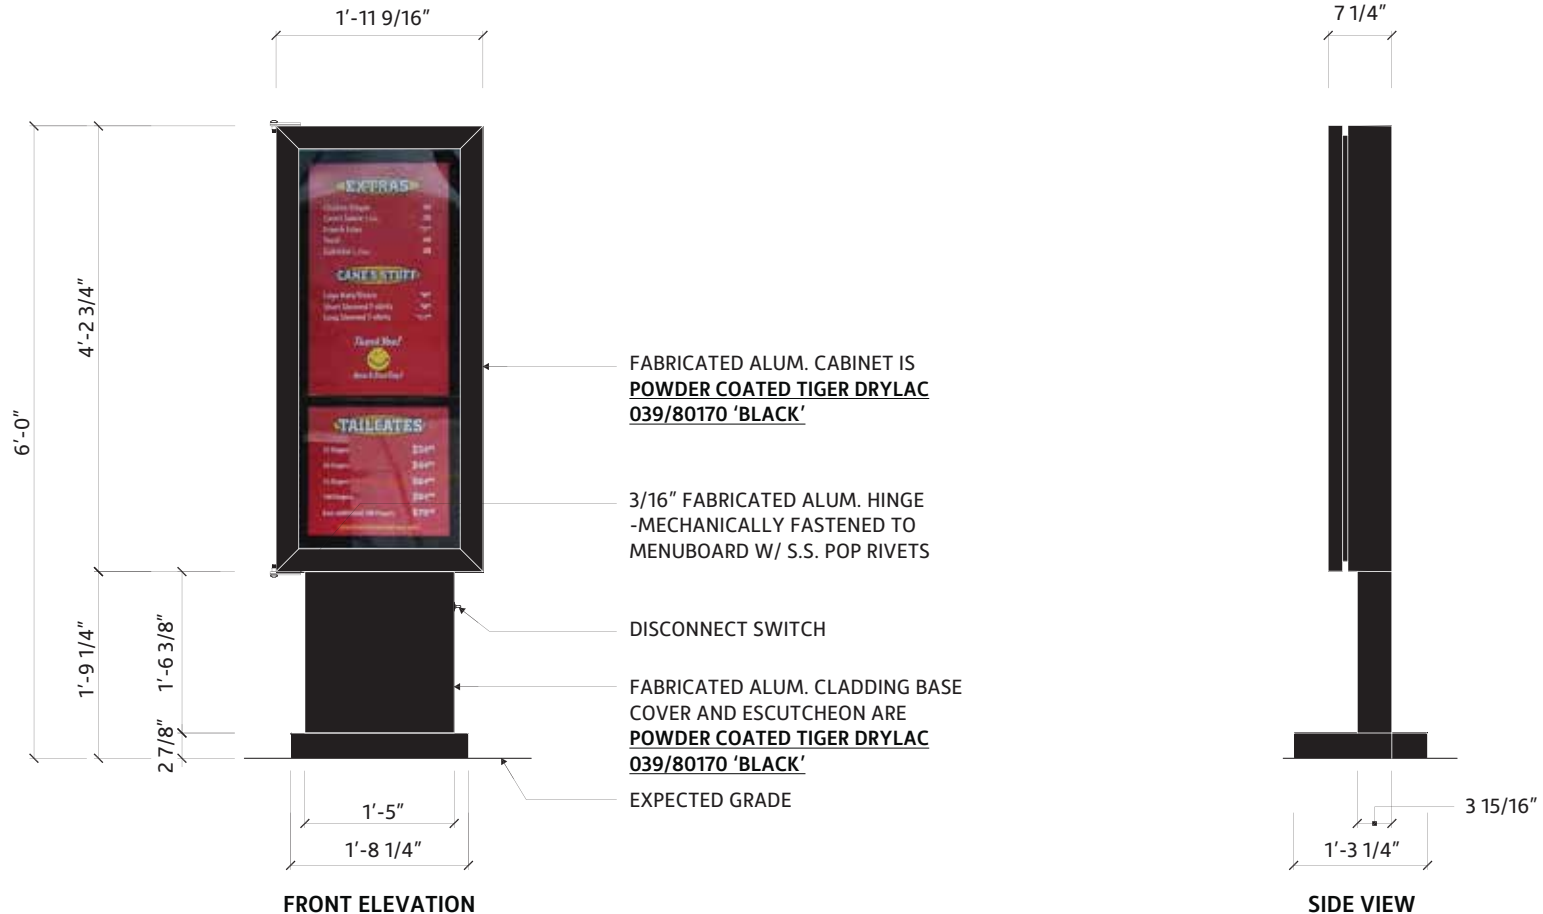 1'-11 9/16"
7 1/4"
6'-0"
4'-2 3/4"
1'-9 1/4"
1'-6 3/8"
2 7/8"
EXTRAS
CANE'S STUFF
Thank You!
TAILGATES
FABRICATED ALUM. CABINET IS
POWDER COATED TIGER DRYLAC
039/80170 ‘BLACK’
3/16" FABRICATED ALUM. HINGE
-MECHANICALLY FASTENED TO
MENUBOARD W/ S.S. POP RIVETS
DISCONNECT SWITCH
FABRICATED ALUM. CLADDING BASE
COVER AND ESCUTCHEON ARE
POWDER COATED TIGER DRYLAC
039/80170 ‘BLACK’
EXPECTED GRADE
1'-5"
1'-8 1/4"
3 15/16"
1'-3 1/4"
FRONT ELEVATION
SIDE VIEW